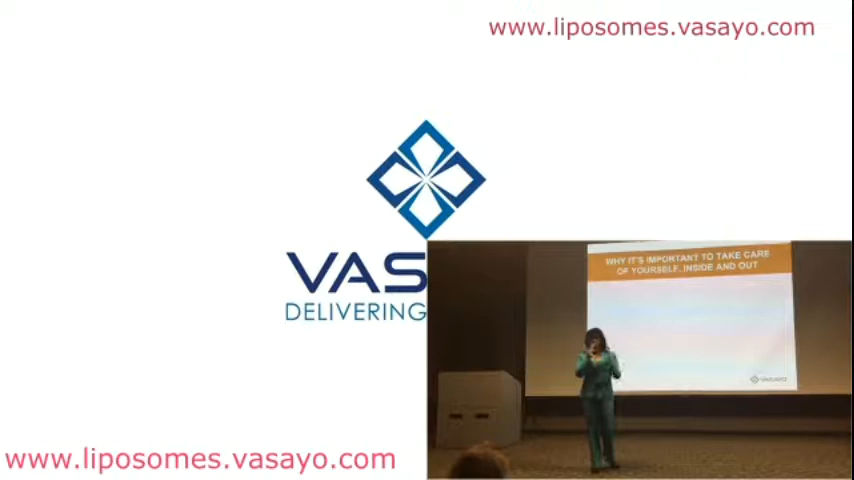 www.liposomes.vasayo.com
VAS
DELIVERING
WHY IT'S IMPORTANT TO TAKE CARE
OF YOURSELF, INSIDE AND OUT
www.liposomes.vasayo.com